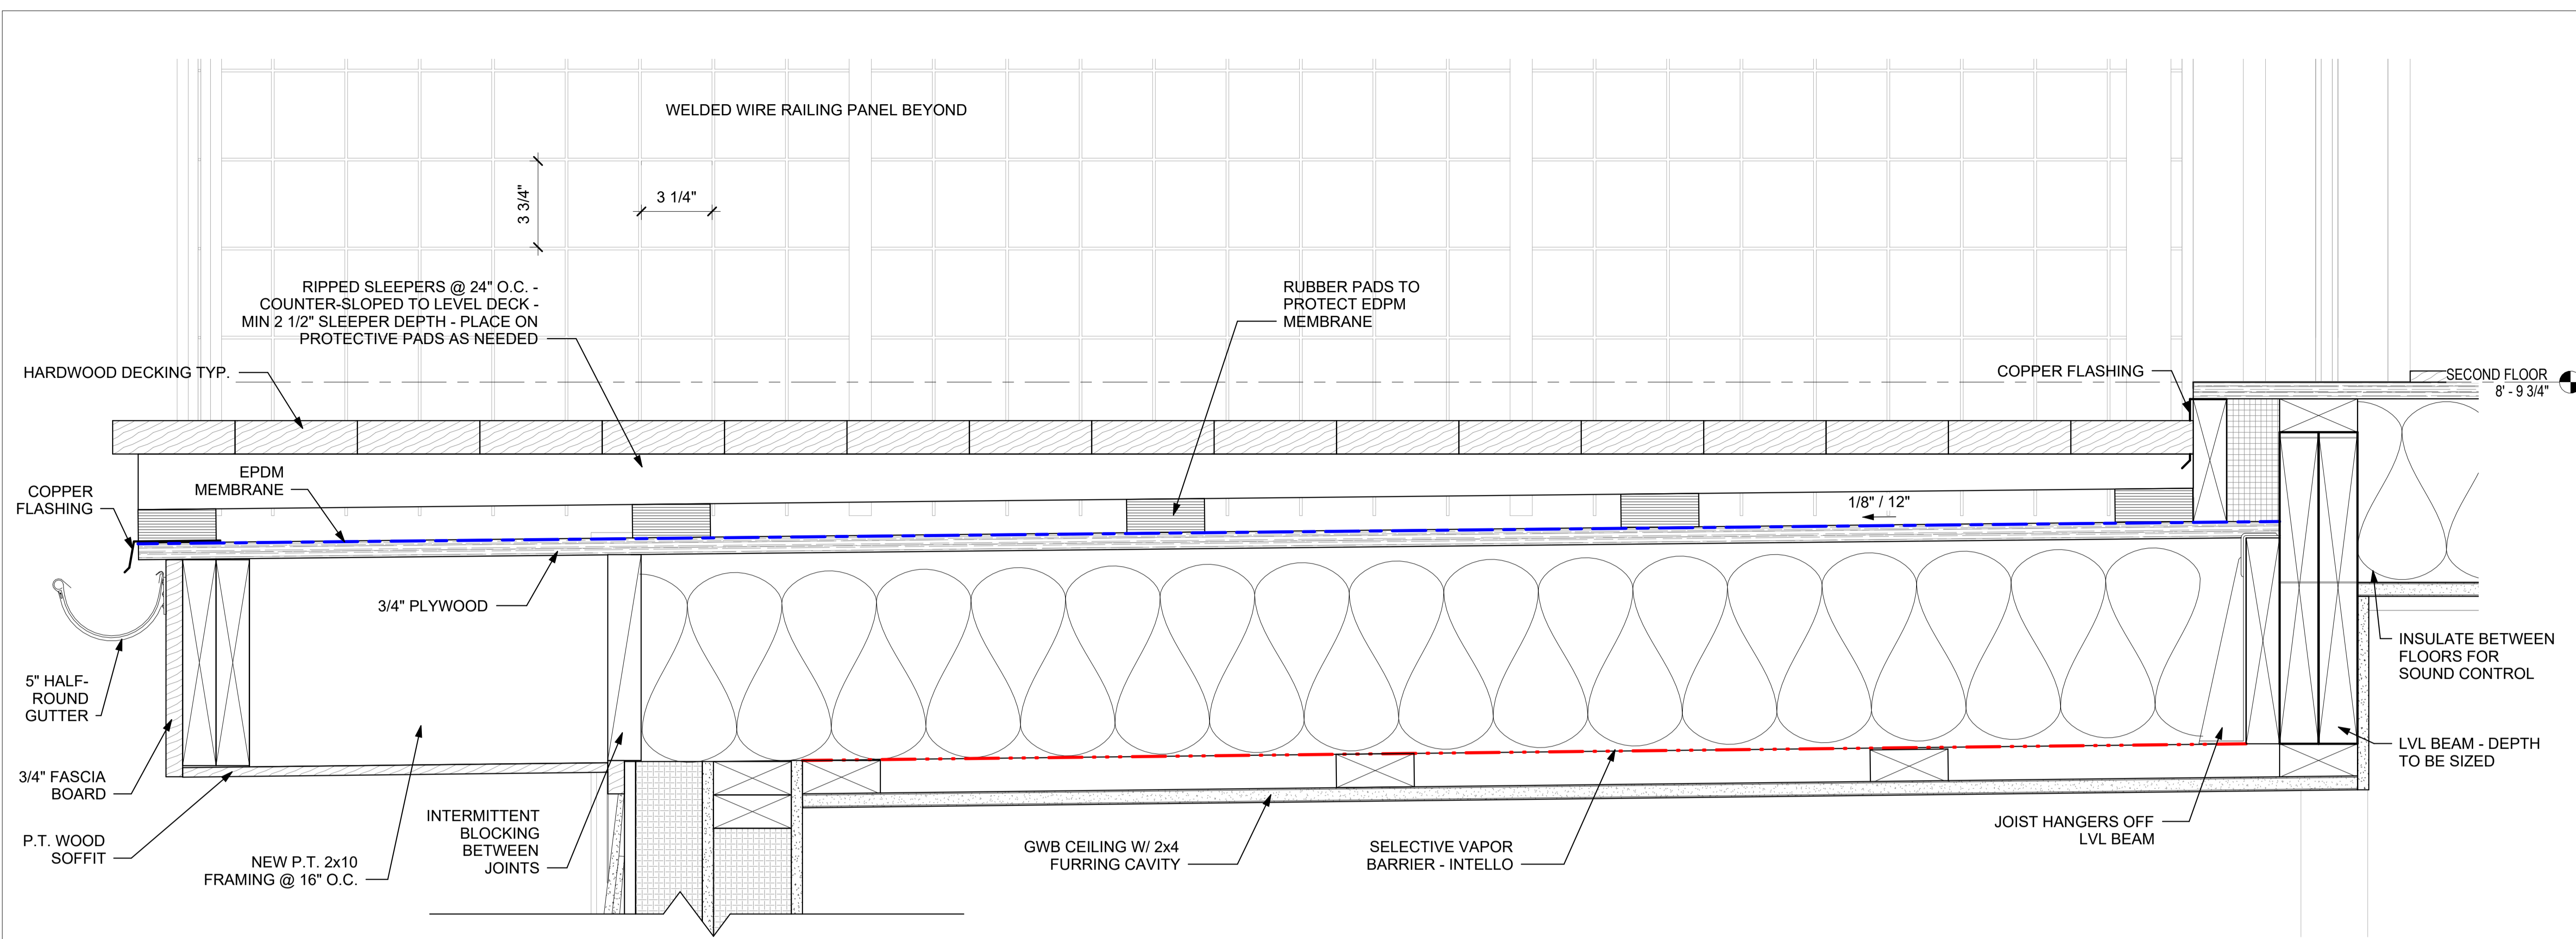 WELDED WIRE RAILING PANEL BEYOND
3 3/4"
3 1/4"
RIPPED SLEEPERS @ 24" O.C. -
COUNTER-SLOPED TO LEVEL DECK -
MIN 2 1/2" SLEEPER DEPTH - PLACE ON
PROTECTIVE PADS AS NEEDED
RUBBER PADS TO
PROTECT EDPM
MEMBRANE
HARDWOOD DECKING TYP.
COPPER FLASHING
SECOND FLOOR
8' - 9 3/4"
EPDM
MEMBRANE
COPPER
FLASHING
1/8" / 12"
3/4" PLYWOOD
5" HALF-
ROUND
GUTTER
INSULATE BETWEEN
FLOORS FOR
SOUND CONTROL
3/4" FASCIA
BOARD
LVL BEAM - DEPTH
TO BE SIZED
P.T. WOOD
SOFFIT
NEW P.T. 2x10
FRAMING @ 16" O.C.
INTERMITTENT
BLOCKING
BETWEEN
JOINTS
GWB CEILING W/ 2x4
FURRING CAVITY
SELECTIVE VAPOR
BARRIER - INTELLO
JOIST HANGERS OFF
LVL BEAM